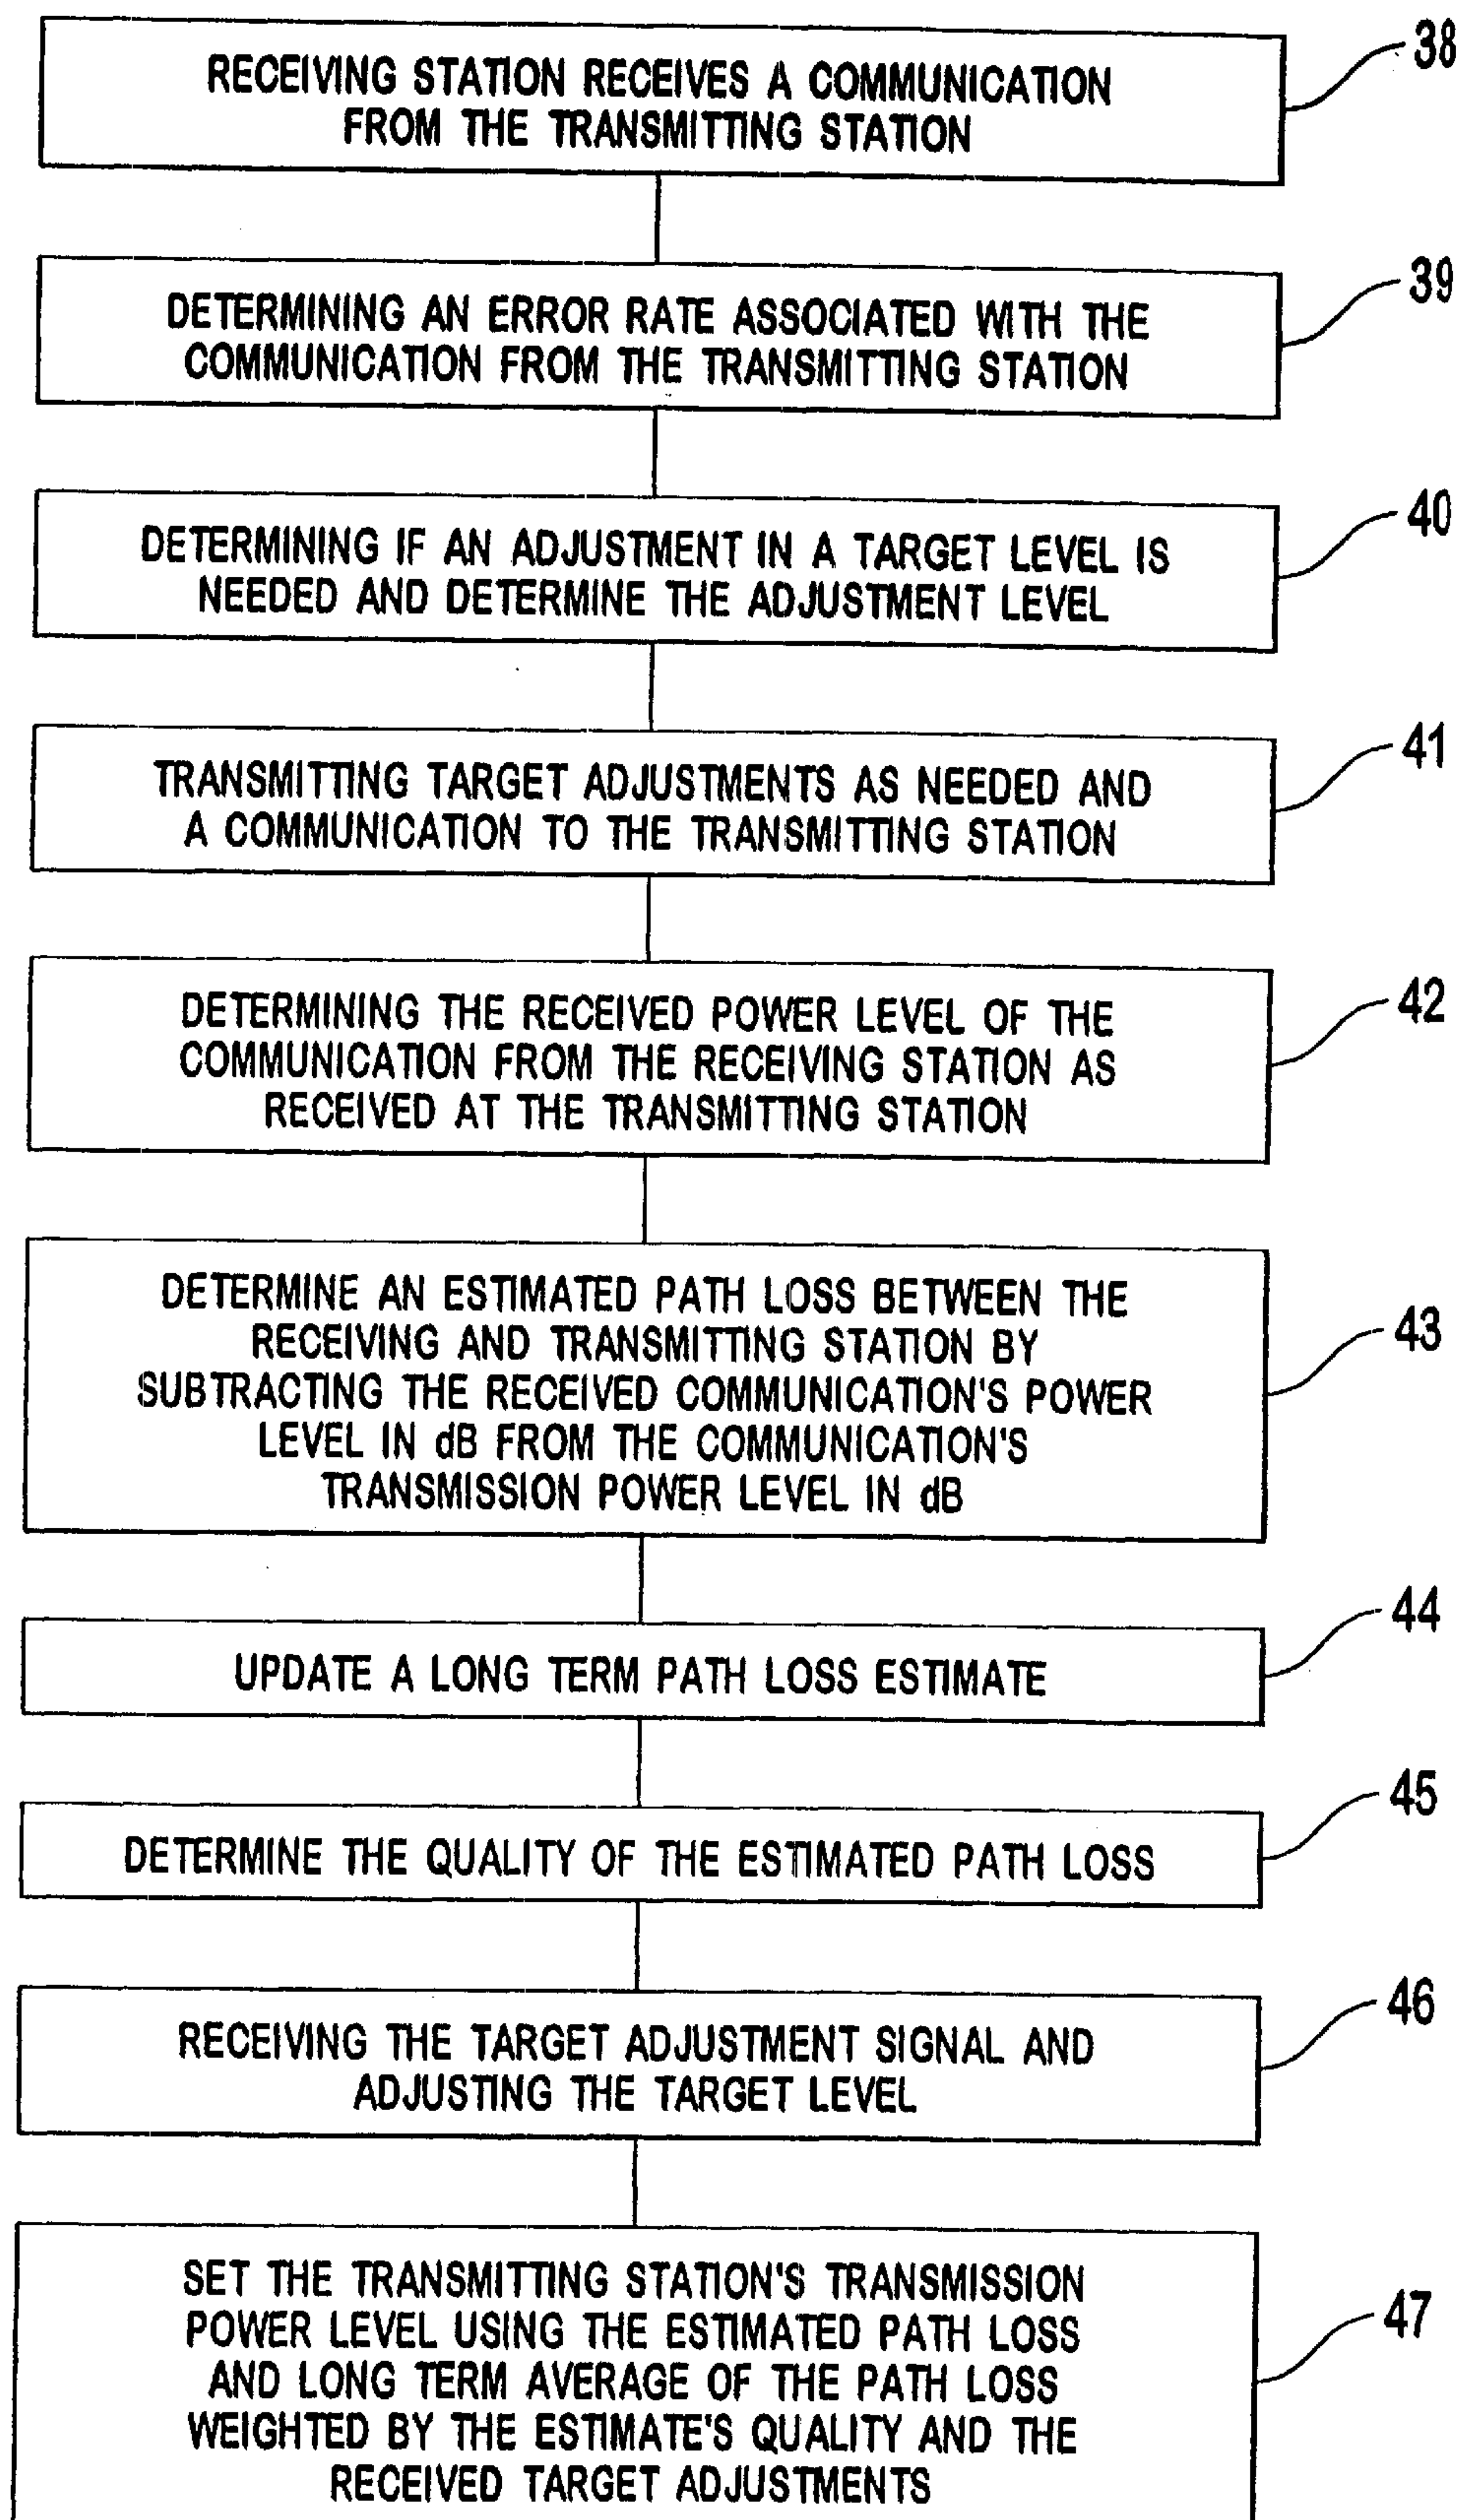 38
RECEIVING STATION RECEIVES A COMMUNICATION
FROM THE TRANSMITTING STATION
39
DETERMINING AN ERROR RATE ASSOCIATED WITH THE
COMMUNICATION FROM THE TRANSMITTING STATION
40
DETERMINING IF AN ADJUSTMENT IN A TARGET LEVEL IS
NEEDED AND DETERMINE THE ADJUSTMENT LEVEL
41
TRANSMITTING TARGET ADJUSTMENTS AS NEEDED AND
A COMMUNICATION TO THE TRANSMITTING STATION
42
DETERMINING THE RECEIVED POWER LEVEL OF THE
COMMUNICATION FROM THE RECEIVING STATION AS
RECEIVED AT THE TRANSMITTING STATION
43
DETERMINE AN ESTIMATED PATH LOSS BETWEEN THE
RECEIVING AND TRANSMITTING STATION BY
SUBTRACTING THE RECEIVED COMMUNICATION'S POWER
LEVEL IN dB FROM THE COMMUNICATION'S
TRANSMISSION POWER LEVEL IN dB
44
UPDATE A LONG TERM PATH LOSS ESTIMATE
45
DETERMINE THE QUALITY OF THE ESTIMATED PATH LOSS
46
RECEIVING THE TARGET ADJUSTMENT SIGNAL AND
ADJUSTING THE TARGET LEVEL
47
SET THE TRANSMITTING STATION'S TRANSMISSION
POWER LEVEL USING THE ESTIMATED PATH LOSS
AND LONG TERM AVERAGE OF THE PATH LOSS
WEIGHTED BY THE ESTIMATE'S QUALITY AND THE
RECEIVED TARGET ADJUSTMENTS